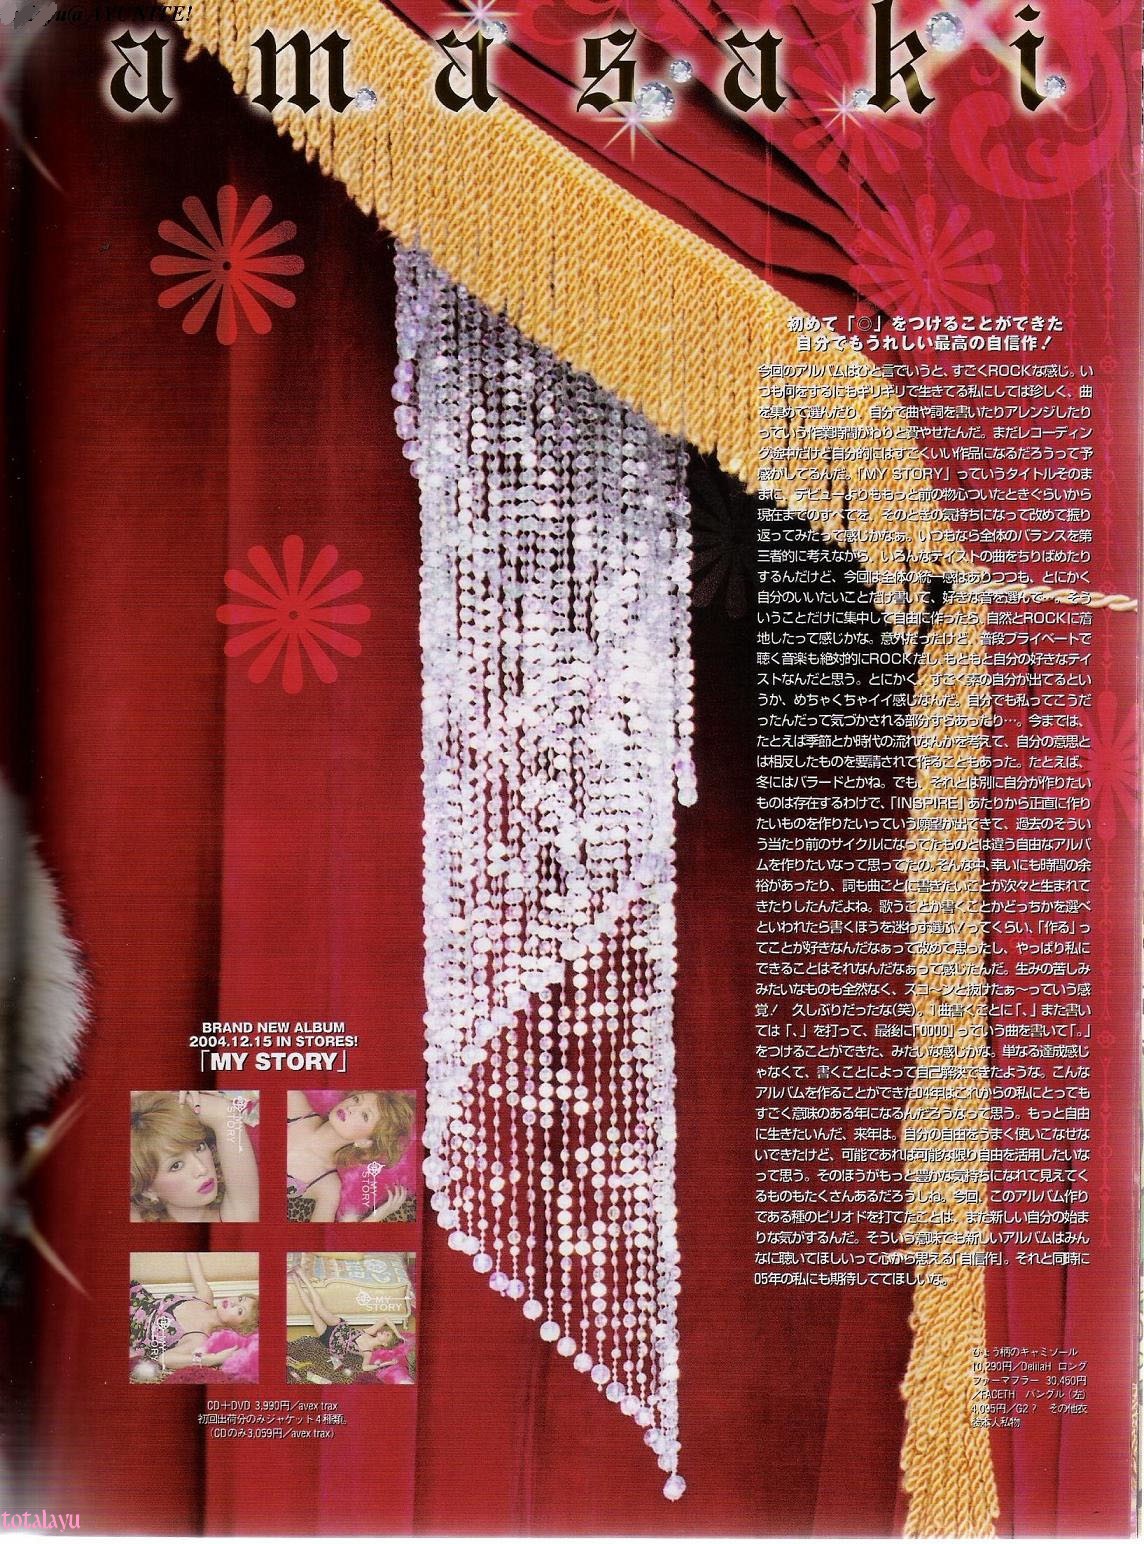 @ AYUNITE!
amasaki
初めて「◎」をつけることができた
自分でもうれしい最高の自信作！
今回のアルバムはひと言でいうと、すごくROCKな感じ。い
つも何をするにもギリギリで生きてる私にしては珍しく、曲
を集めて選んだり、自分で曲や詞を書いたりアレンジしたり
っていう作業時間がわりと費やせたんだ。まだレコーディン
グ途中だけど自分的にはすごくいい作品になるだろうって予
感がしてるんだ。「MY STORY」っていうタイトルそのま
まに、デビューよりももっと前の物心ついたときぐらいから
現在までのすべてを、そのときの気持ちになって改めて振り
返ってみたって感じかなぁ。いつもなら全体のバランスを第
三者的に考えながら、いろんなテイストの曲をちりばめたり
するんだけど、今回は全体の統一感はありつつも、とにかく
自分のいいたいことだけ書いて、好きな音を選んで…。そう
いうことだけに集中して自由に作ったら、自然とROCKに着
地したって感じかな。意外だったけど、普段プライベートで
聴く音楽も絶対的にROCKだし、もともと自分の好きなテイ
ストなんだと思う。とにかく、すごく素の自分が出てるとい
うか、めちゃくちゃイイ感じなんだ。自分でも私ってこうだ
ったんだって気づかされる部分すらあったり…。今までは、
たとえば季節とか時代の流れなんかを考えて、自分の意思と
は相反したものを要請されて作ることもあった。たとえば、
冬にはバラードとかね。でも、それとは別に自分が作りたい
ものは存在するわけで、「INSPIRE」あたりから正直に作り
たいものを作りたいっていう願望が出てきて、過去のそうい
う当たり前のサイクルになってたものとは違う自由なアルバ
ムを作りたいなって思ってたの。そんな中、幸いにも時間の余
裕があったり、詞も曲ごとに書きたいことが次々と生まれて
きたりしたんだよね。歌うことか書くことかどっちかを選べ
といわれたら書くほうを迷わず選ぶ！ってくらい、「作る」っ
てことが好きなんだなぁって改めて思ったし、やっぱり私に
できることはそれなんだなぁって感じたんだ。生みの苦しみ
みたいなものも全然なく、スコ〜ンと抜けたぁ〜っていう感
覚！　久しぶりだったな(笑)。1曲書くごとに「、」また書い
ては「、」を打って、最後に「0000」っていう曲を書いて「。」
をつけることができた、みたいな感じかな。単なる達成感じ
ゃなくて、書くことによって自己解決できたような。こんな
アルバムを作ることができた04年はこれからの私にとっても
すごく意味のある年になるんだろうなって思う。もっと自由
に生きたいんだ、来年は。自分の自由をうまく使いこなせな
いできたけど、可能であれば可能な限り自由を活用したいな
って思う。そのほうがもっと豊かな気持ちになれて見えてく
るものもたくさんあるだろうしね。今回、このアルバム作り
である種のピリオドを打てたことは、また新しい自分の始ま
りな気がするんだ。そういう意味でも新しいアルバムはみん
なに聴いてほしいって心から思える「自信作」。それと同時に
05年の私にも期待しててほしいな。
BRAND NEW ALBUM
2004.12.15 IN STORES!
「MY STORY」
MY STORY
MY STORY
MY STORY
MY STORY
CD＋DVD 3,990円／avex trax
初回出荷分のみジャケット4種類。
（CDのみ3,059円／avex trax）
ひょう柄のキャミソール
10,290円／DelilaH ロング
ファーマフラー 30,450円
／FACETH バングル（左）
4,095円／G2？ その他衣
装本人私物
totalayu